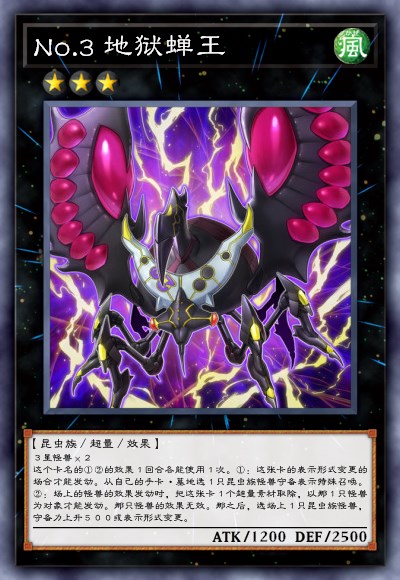 No.3 地狱蝉王
風
【昆虫族／超量／效果】
3星怪兽×2
这个卡名的①②的效果1回合各能使用1次。①：这张卡的表示形式变更的
场合才能发动。从自己的手卡·墓地选1只昆虫族怪兽守备表示特殊召唤。
②：场上的怪兽的效果发动时，把这张卡1个超量素材取除，以那1只怪兽
为对象才能发动。那只怪兽的效果无效。那之后，选场上1只昆虫族怪兽，
守备力上升500或表示形式变更。
ATK/1200 DEF/2500